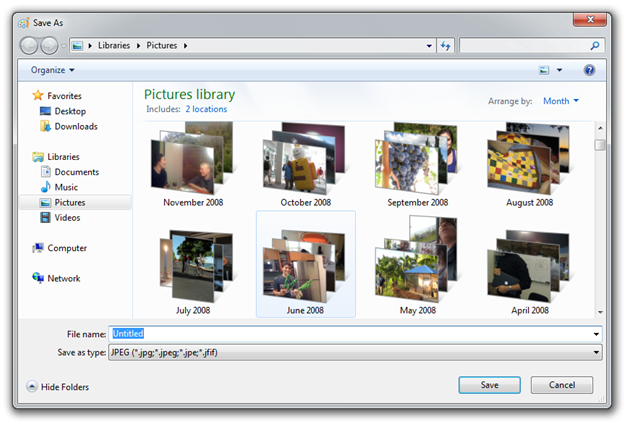 Save As
Libraries Pictures
Organize
Pictures library
Includes: 2 locations
Arrange by: Month
Favorites
Desktop
Downloads
Libraries
Documents
Music
Pictures
Videos
Computer
Network
November 2008
October 2008
September 2008
August 2008
July 2008
June 2008
May 2008
April 2008
File name: Untitled
Save as type: JPEG (*.jpg;*.jpeg;*.jpe;*.jfif)
Hide Folders
Save
Cancel